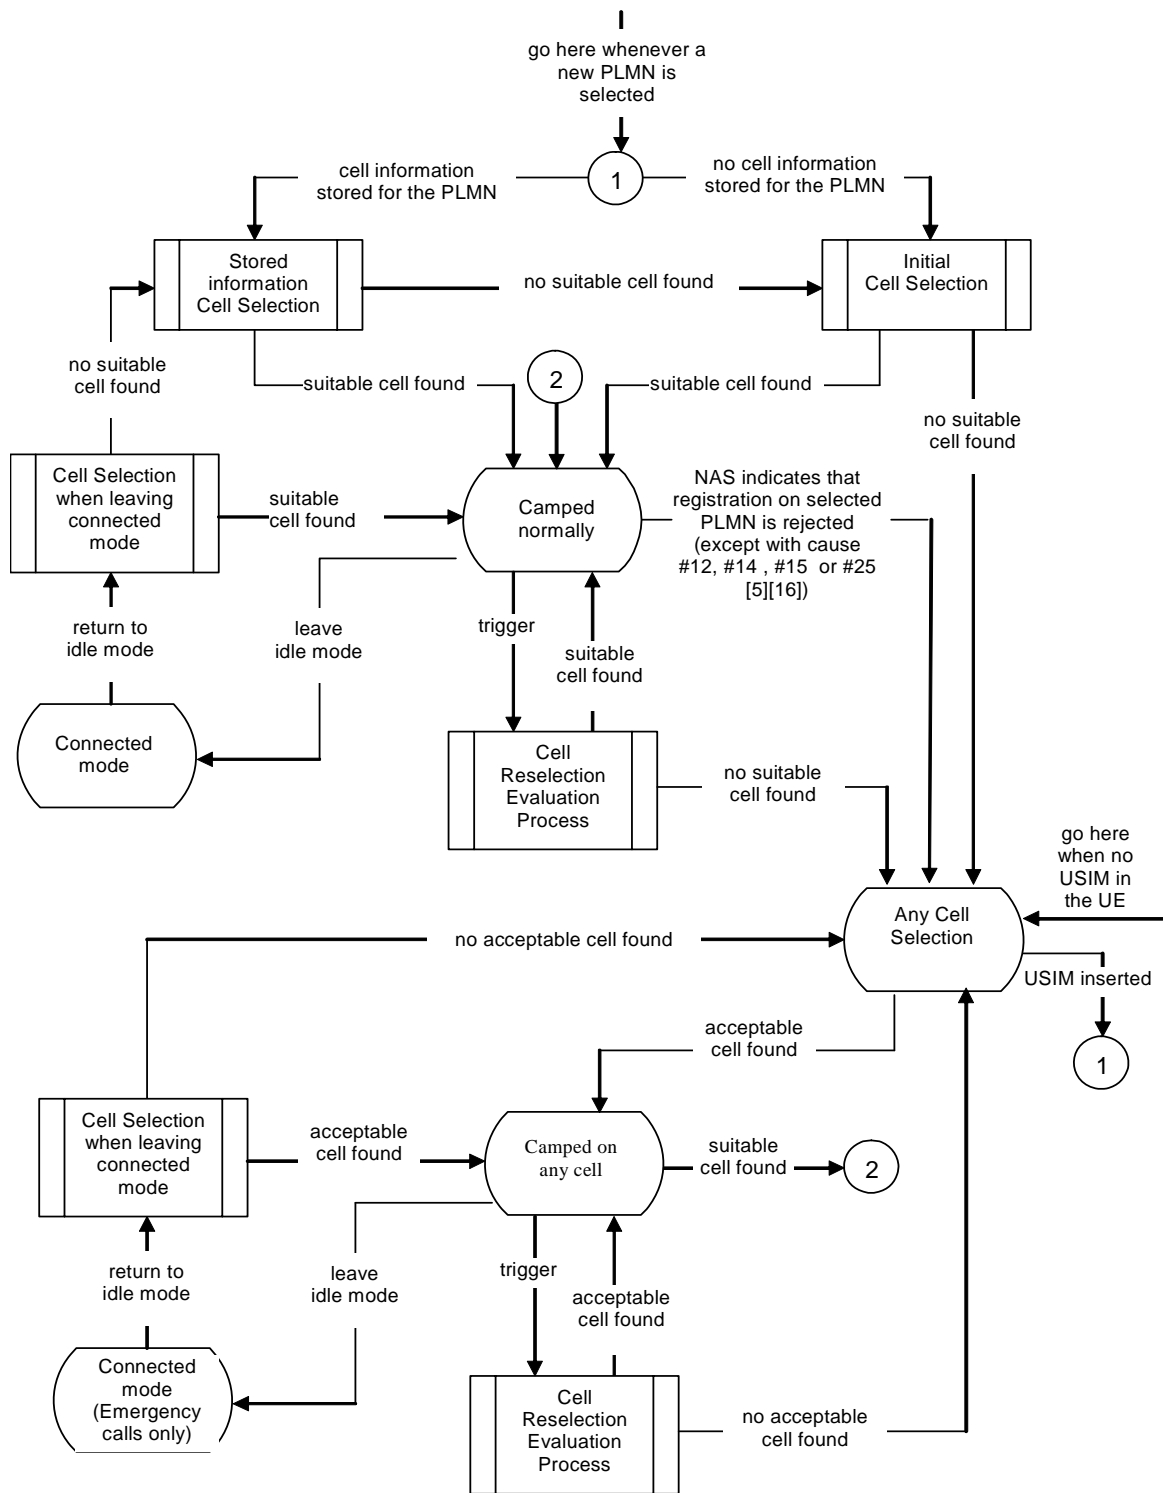 go here whenever a
new PLMN is
selected
1
cell information
stored for the PLMN
no cell information
stored for the PLMN
Stored
information
Cell Selection
no suitable cell found
Initial
Cell Selection
no suitable
cell found
suitable cell found
2
suitable cell found
no suitable
cell found
Cell Selection
when leaving
connected
mode
suitable
cell found
Camped
normally
NAS indicates that
registration on selected
PLMN is rejected
(except with cause
#12, #14 , #15 or #25
[5][16])
return to
idle mode
leave
idle mode
trigger
suitable
cell found
Connected
mode
Cell
Reselection
Evaluation
Process
no suitable
cell found
go here
when no
USIM in
the UE
Any Cell
Selection
no acceptable cell found
USIM inserted
1
acceptable
cell found
Cell Selection
when leaving
connected
mode
acceptable
cell found
Camped on
any cell
suitable
cell found
2
return to
idle mode
leave
idle mode
trigger
acceptable
cell found
Connected
mode
(Emergency
calls only)
Cell
Reselection
Evaluation
Process
no acceptable
cell found